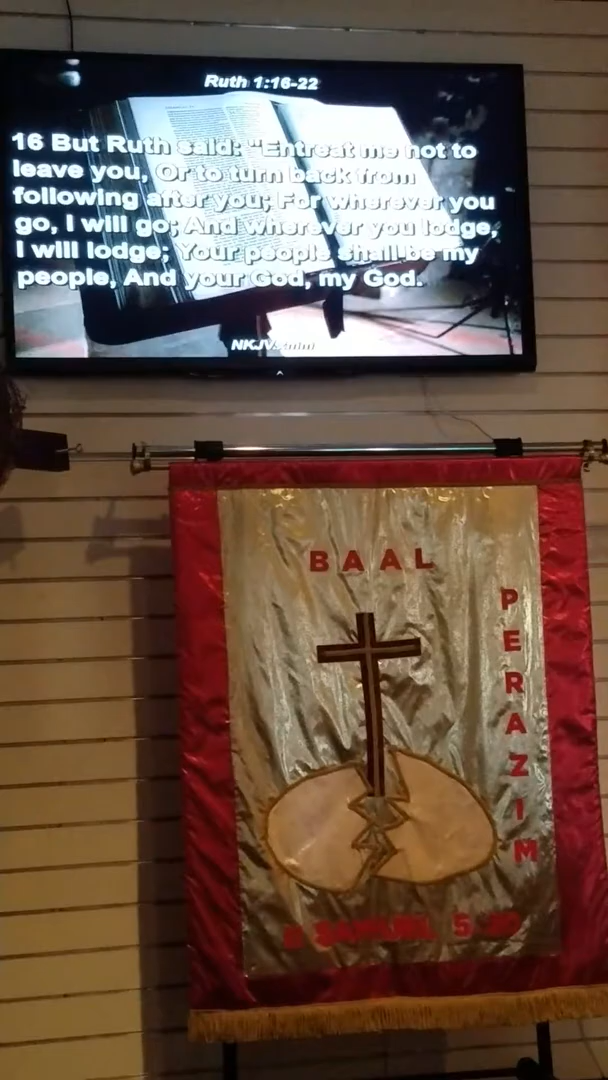 Ruth 1:16-22
16 But Ruth said: "Entreat me not to
leave you, Or to turn back from
following after you; For wherever you
go, I will go; And wherever you lodge,
I will lodge; Your people shall be my
people, And your God, my God.
BAAL
PERAZIM
SAMUEL 5 20